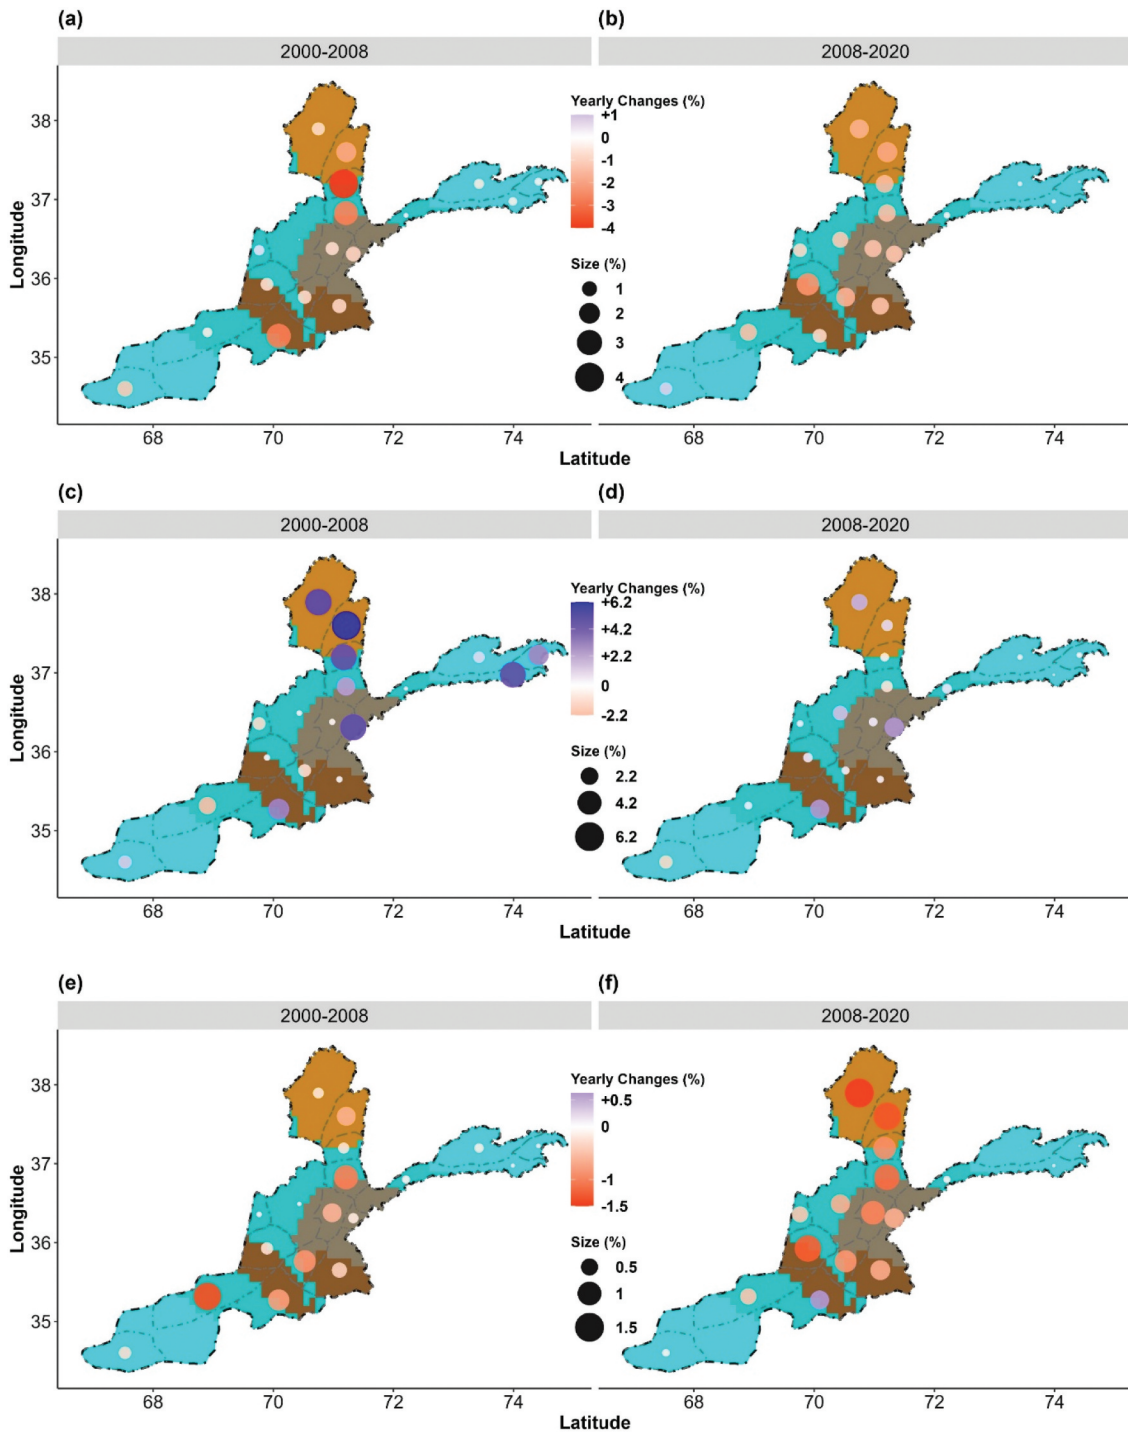 (a) (b)
2000-2008 2008-2020
Longitude
38
37
36
35
Yearly Changes (%)
+1
0
-1
-2
-3
-4
Size (%)
1
2
3
4
68 70 72 74 68 70 72 74
Latitude
(c) (d)
2000-2008 2008-2020
Longitude
38
37
36
35
Yearly Changes (%)
+6.2
+4.2
+2.2
0
-2.2
Size (%)
2.2
4.2
6.2
68 70 72 74 68 70 72 74
Latitude
(e) (f)
2000-2008 2008-2020
Longitude
38
37
36
35
Yearly Changes (%)
+0.5
0
-1
-1.5
Size (%)
0.5
1
1.5
68 70 72 74 68 70 72 74
Latitude